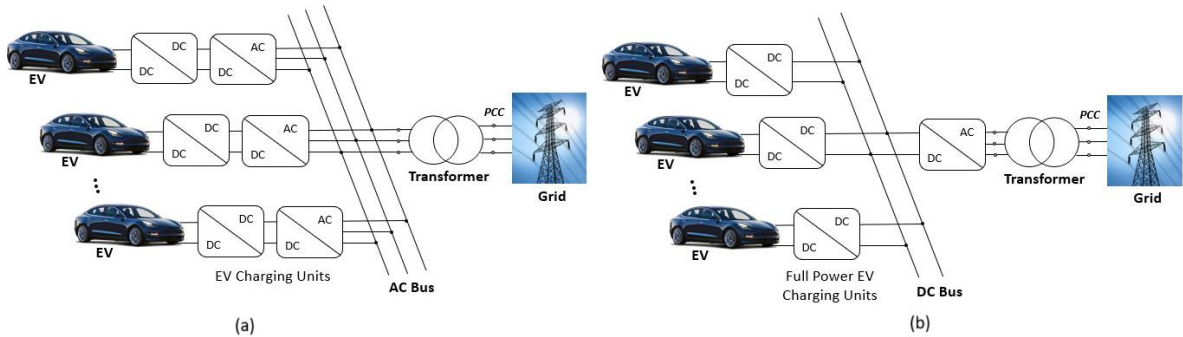 DC
AC
DC
DC
EV
DC
AC
DC
DC
EV
PCC
Transformer
Grid
DC
AC
DC
DC
EV
EV Charging Units
AC Bus
(a)
DC
DC
EV
DC
AC
DC
DC
EV
PCC
Transformer
Grid
DC
DC
EV
Full Power EV
Charging Units
DC Bus
(b)